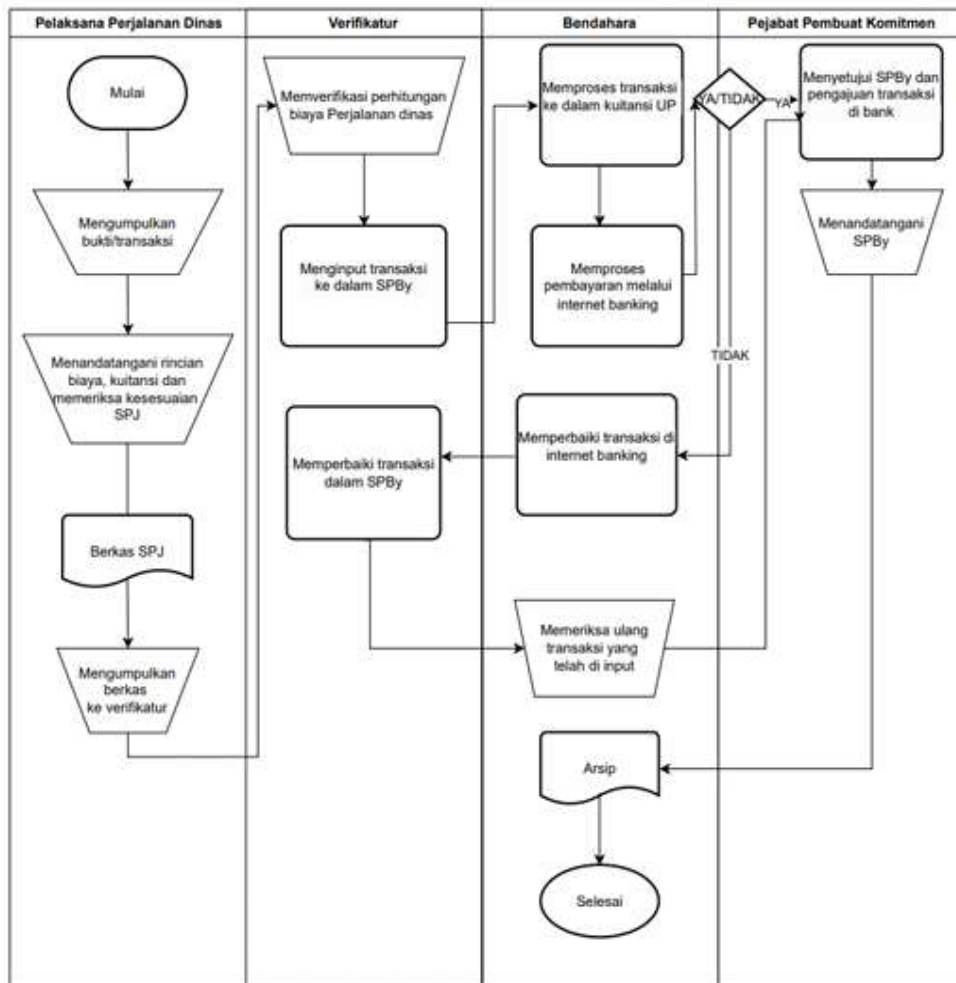 Pelaksana Perjalanan Dinas
Verifikatur
Bendahara
Pejabat Pembuat Komitmen
Mulai
Mengumpulkan
bukti/transaksi
Menandatangani rincian
biaya, kuitansi dan
memeriksa kesesuaian
SPJ
Berkas SPJ
Mengumpulkan
berkas
ke verifikatur
Memverifikasi perhitungan
biaya Perjalanan dinas
Menginput transaksi
ke dalam SPBy
Memperbaiki transaksi
dalam SPBy
Memproses transaksi
ke dalam kuitansi UP
Memproses
pembayaran melalui
internet banking
YA/TIDAK
YA
TIDAK
Memperbaiki transaksi di
internet banking
Memeriksa ulang
transaksi yang
telah di input
Arsip
Selesai
Menyetujui SPBy dan
pengajuan transaksi
di bank
Menandatangani
SPBy